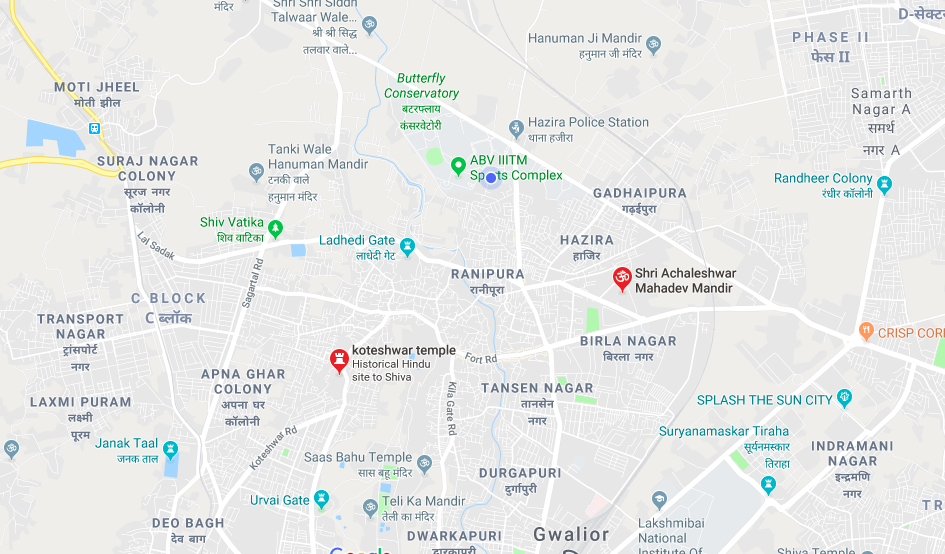 मंदिर
Shri Shri Siddh
Talwaar Wale...
श्री श्री सिद्ध
तलवार वाले...
Hanuman Ji Mandir
हनुमान जी मंदिर
PHASE II
फेस II
D-सेक्टर
MOTI JHEEL
मोती झील
Butterfly
Conservatory
बटरफ्लाय
कंसरवेटोरी
Samarth
Nagar A
समर्थ
नगर A
Hazira Police Station
थाना हजीरा
SURAJ NAGAR
COLONY
सूरज नगर
कॉलोनी
Tanki Wale
Hanuman Mandir
टनकी वाले
हनुमान मंदिर
ABV IIITM
Sports Complex
Randheer Colony
रंधीर कॉलोनी
GADHAIPURA
गढ़ईपुरा
Shiv Vatika
शिव वाटिका
Lal Sadak
Ladhedi Gate
लाधेदी गेट
HAZIRA
हाजिर
RANIPURA
रानीपूरा
Shri Achaleshwar
Mahadev Mandir
Sagartal Rd
C BLOCK
C ब्लॉक
TRANSPORT
NAGAR
ट्रांसपोर्ट
नगर
CRISP
BIRLA NAGAR
बिरला नगर
koteshwar temple
Historical Hindu
site to Shiva
Fort Rd
APNA GHAR
COLONY
अपना घर
कॉलोनी
TANSEN NAGAR
तानसेन
नगर
Kila Gate Rd
LAXMI PURAM
लक्ष्मी
पूरम
SPLASH THE SUN CITY
Koteshwar Rd
Janak Taal
जनक ताल
Suryanamaskar Tiraha
सूर्यनमस्कार
तिराहा
INDRAMANI
NAGAR
इन्द्रमणि
नगर
Saas Bahu Temple
सास बहू मंदिर
DURGAPURI
दुर्गापुरी
Urvai Gate
Teli Ka Mandir
तेली का मंदिर
DEO BAGH
देव बाग
DWARKAPURI
द्वारकापुरी
Gwalior
Lakshmibai
National
Institute Of
Shiva Temple
Google